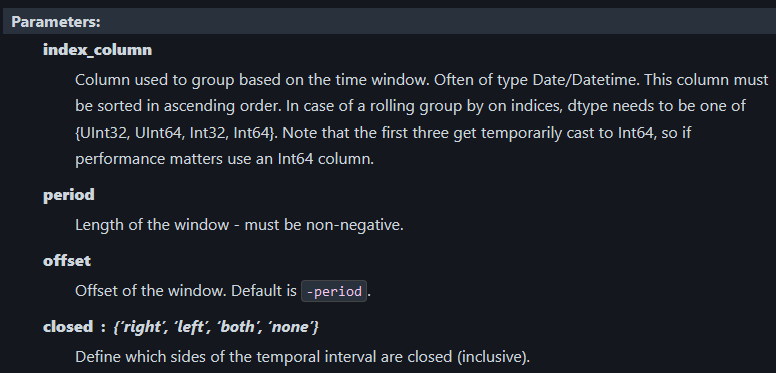 Parameters:
index_column
Column used to group based on the time window. Often of type Date/Datetime. This column must
be sorted in ascending order. In case of a rolling group by on indices, dtype needs to be one of
{UInt32, UInt64, Int32, Int64}. Note that the first three get temporarily cast to Int64, so if
performance matters use an Int64 column.
period
Length of the window - must be non-negative.
offset
Offset of the window. Default is -period.
closed : {‘right’, ‘left’, ‘both’, ‘none’}
Define which sides of the temporal interval are closed (inclusive).